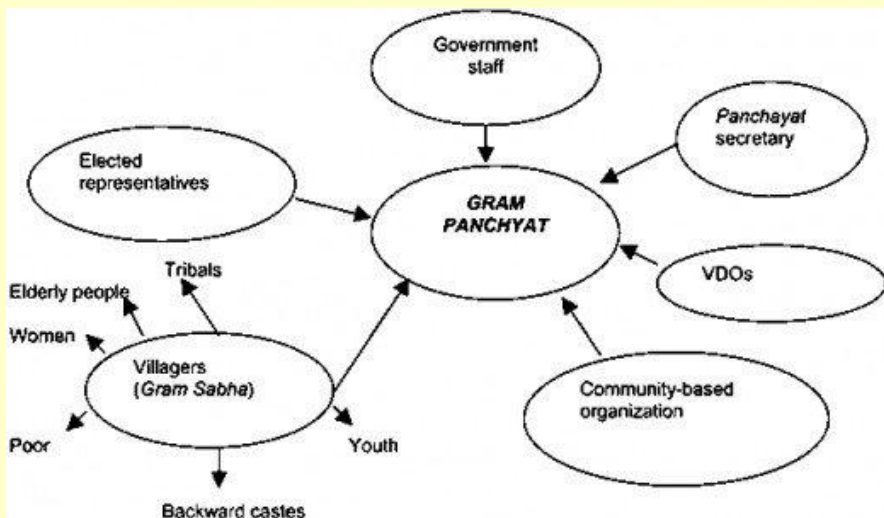 Government
staff
Panchayat
secretary
Elected
representatives
GRAM
PANCHYAT
VDOs
Tribals
Elderly people
Women
Villagers
(Gram Sabha)
Community-based
organization
Poor
Youth
Backward castes